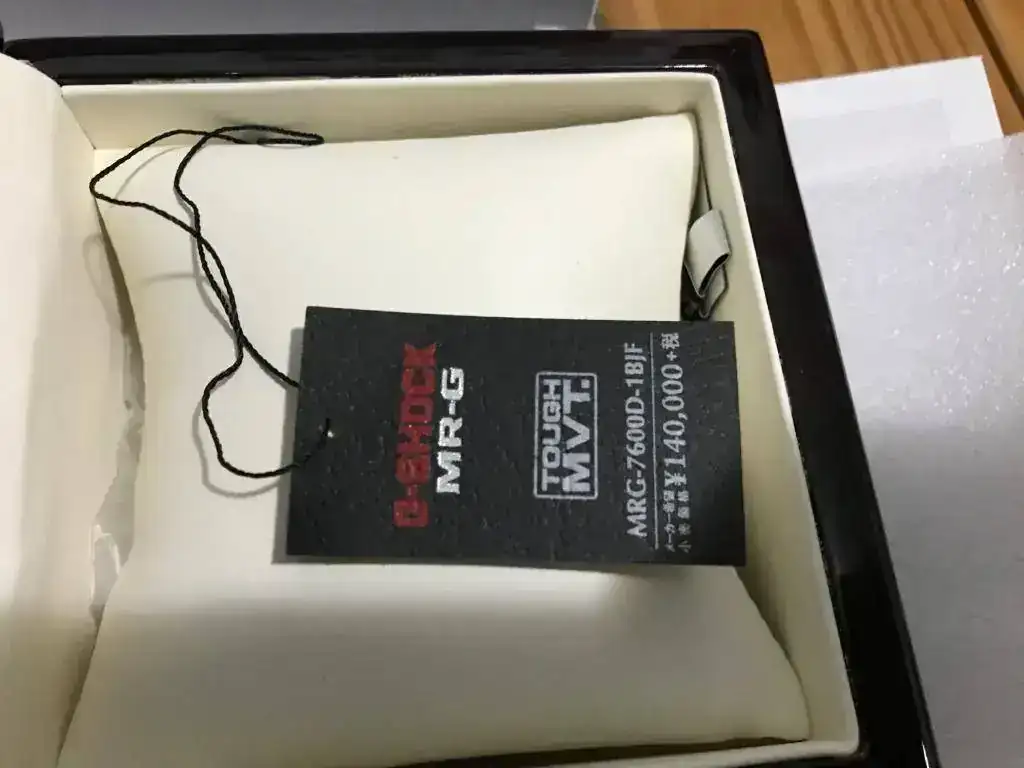 G-SHOCK
MR-G
TOUGH
MVT.
MRG-7600D-1BJF
メーカー希望
小売価格
¥140,000+税